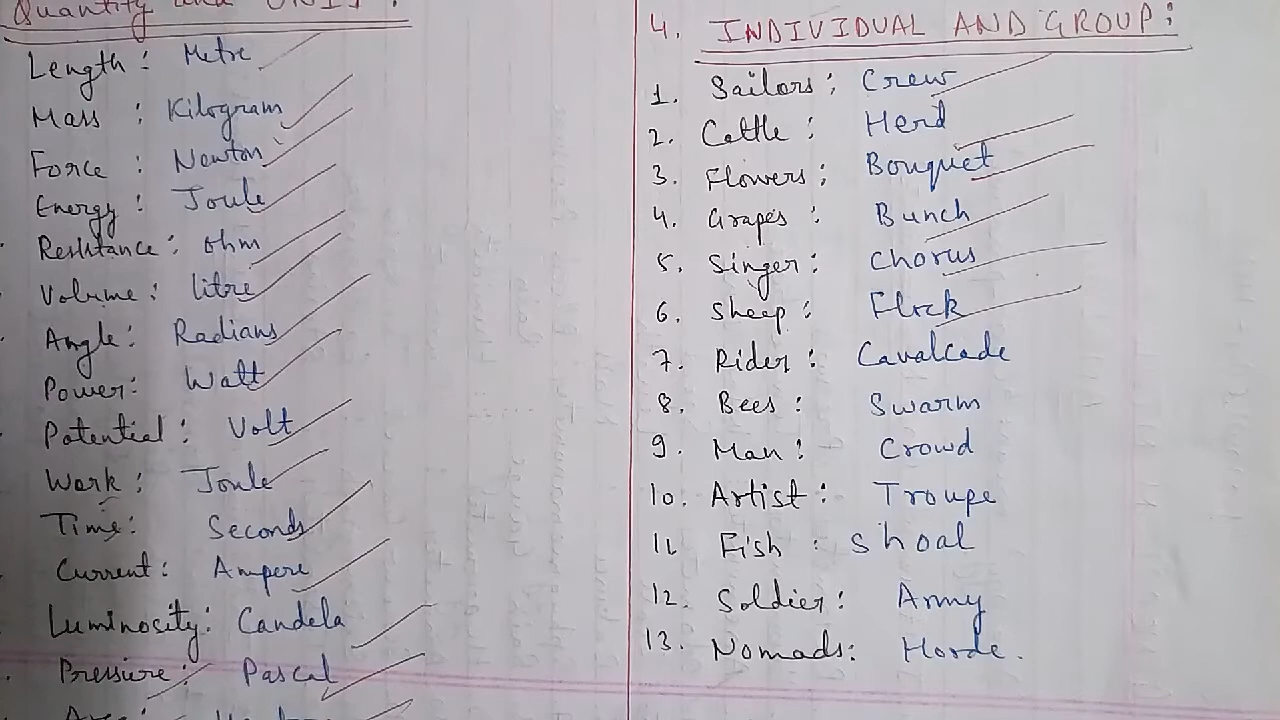 Quantity and UNIT :
Length : Metre
Mass : Kilogram
Force : Newton
Energy : Joule
Resistance : ohm
Volume : litre
Angle : Radians
Power : Watt
Potential : Volt
Work : Joule
Time : Seconds
Current : Ampere
Luminosity : Candela
Pressure : Pascal
4. INDIVIDUAL AND GROUP :
1. Sailors : Crew
2. Cattle : Herd
3. Flowers : Bouquet
4. Grapes : Bunch
5. Singer : Chorus
6. Sheep : Flock
7. Rider : Cavalcade
8. Bees : Swarm
9. Man : Crowd
10. Artist : Troupe
11. Fish : Shoal
12. Soldier : Army
13. Nomads : Horde.